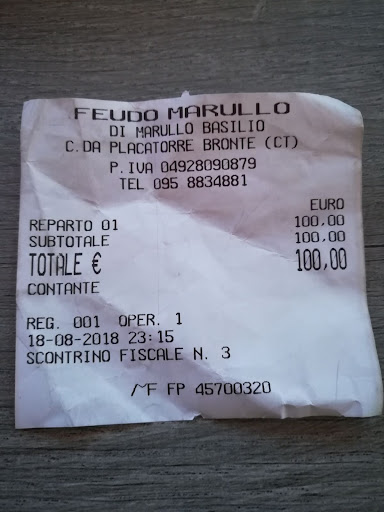 FEUDO MARULLO
DI MARULLO BASILIO
C.DA PLACATORRE BRONTE (CT)
P.IVA 04928090879
TEL 095 8834881
EURO
REPARTO 01 100,00
SUBTOTALE 100,00
TOTALE € 100,00
CONTANTE
REG. 001 OPER. 1
18-08-2018 23:15
SCONTRINO FISCALE N. 3
/^F FP 45700320